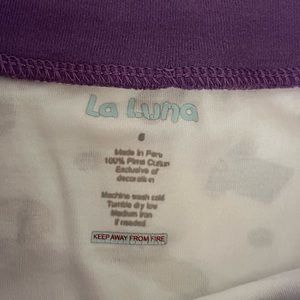 La Luna
6
Made in Peru
100% Pima Cotton
Exclusive of
decoration
Machine wash cold
Tumble dry low
Medium iron
if needed
KEEP AWAY FROM FIRE